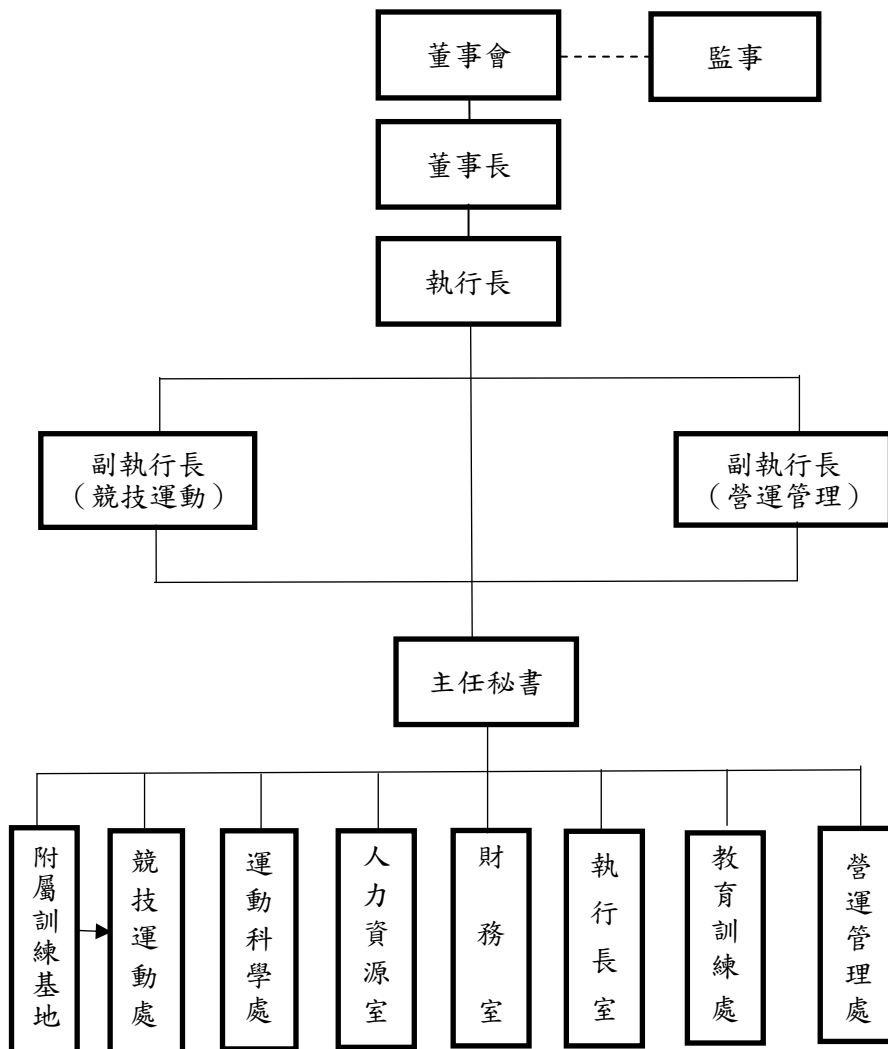 董事會
監事
董事長
執行長
副執行長
（競技運動）
副執行長
（營運管理）
主任秘書
附屬訓練基地
競技運動處
運動科學處
人力資源室
財務室
執行長室
教育訓練處
營運管理處